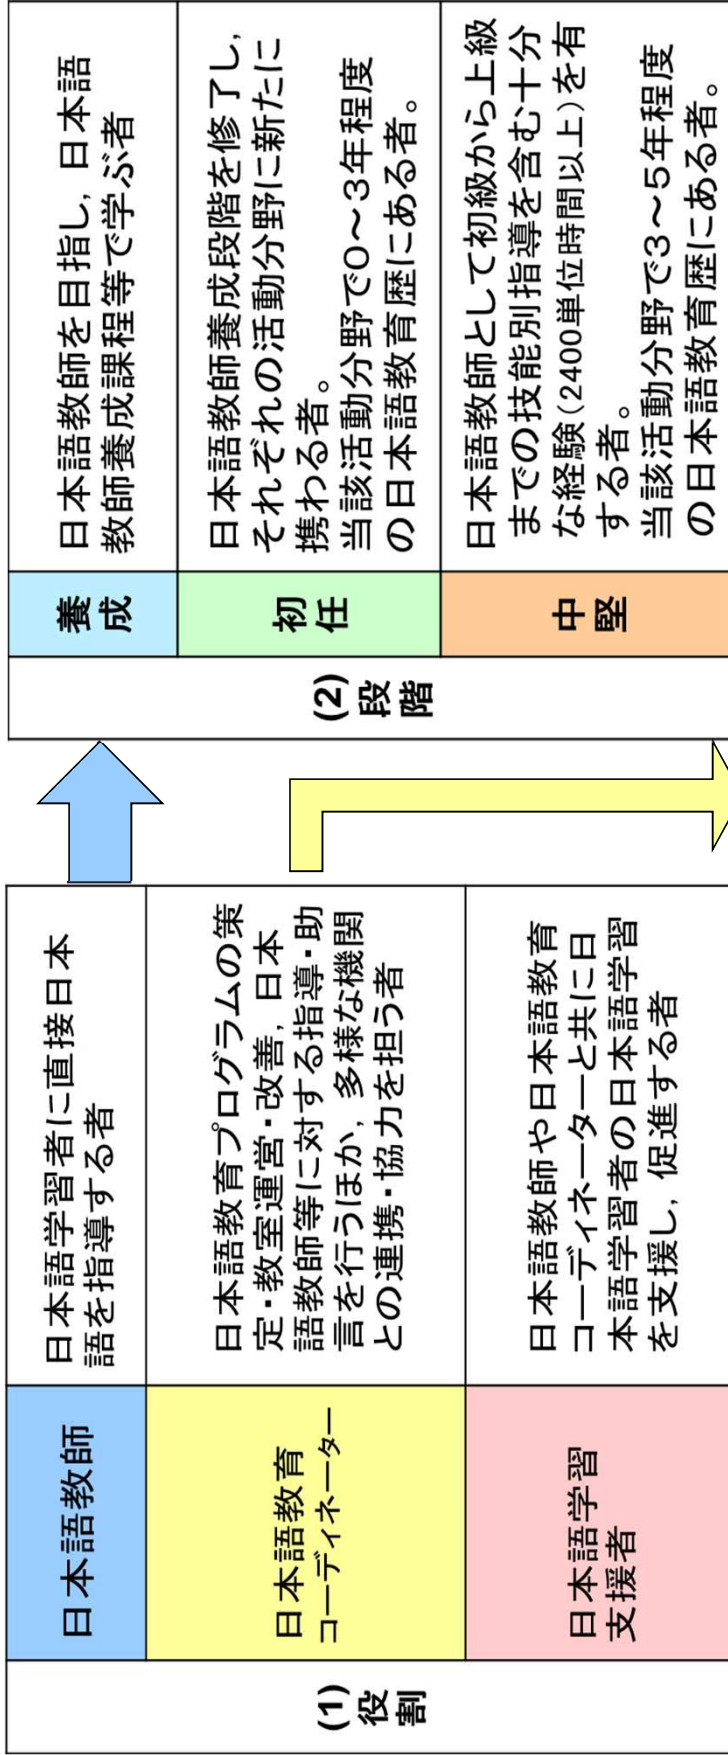 (1)
役
割
日本語教師
日本語学習者に直接日本
語を指導する者
日本語教育
コーディネーター
日本語教育プログラムの策
定・教室運営・改善，日本
語教師等に対する指導・助
言を行うほか，多様な機関
との連携・協力を担う者
日本語学習
支援者
日本語教師や日本語教育
コーディネーターと共に日
本語学習者の日本語学習
を支援し，促進する者
(2)
段
階
養
成
日本語教師を目指し，日本語
教師養成課程等で学ぶ者
初
任
日本語教師養成段階を修了し，
それぞれの活動分野に新たに
携わる者。
当該活動分野で０～３年程度
の日本語教育歴にある者。
中
堅
日本語教師として初級から上級
までの技能別指導を含む十分
な経験（2400単位時間以上）を有
する者。
当該活動分野で３～５年程度
の日本語教育歴にある者。